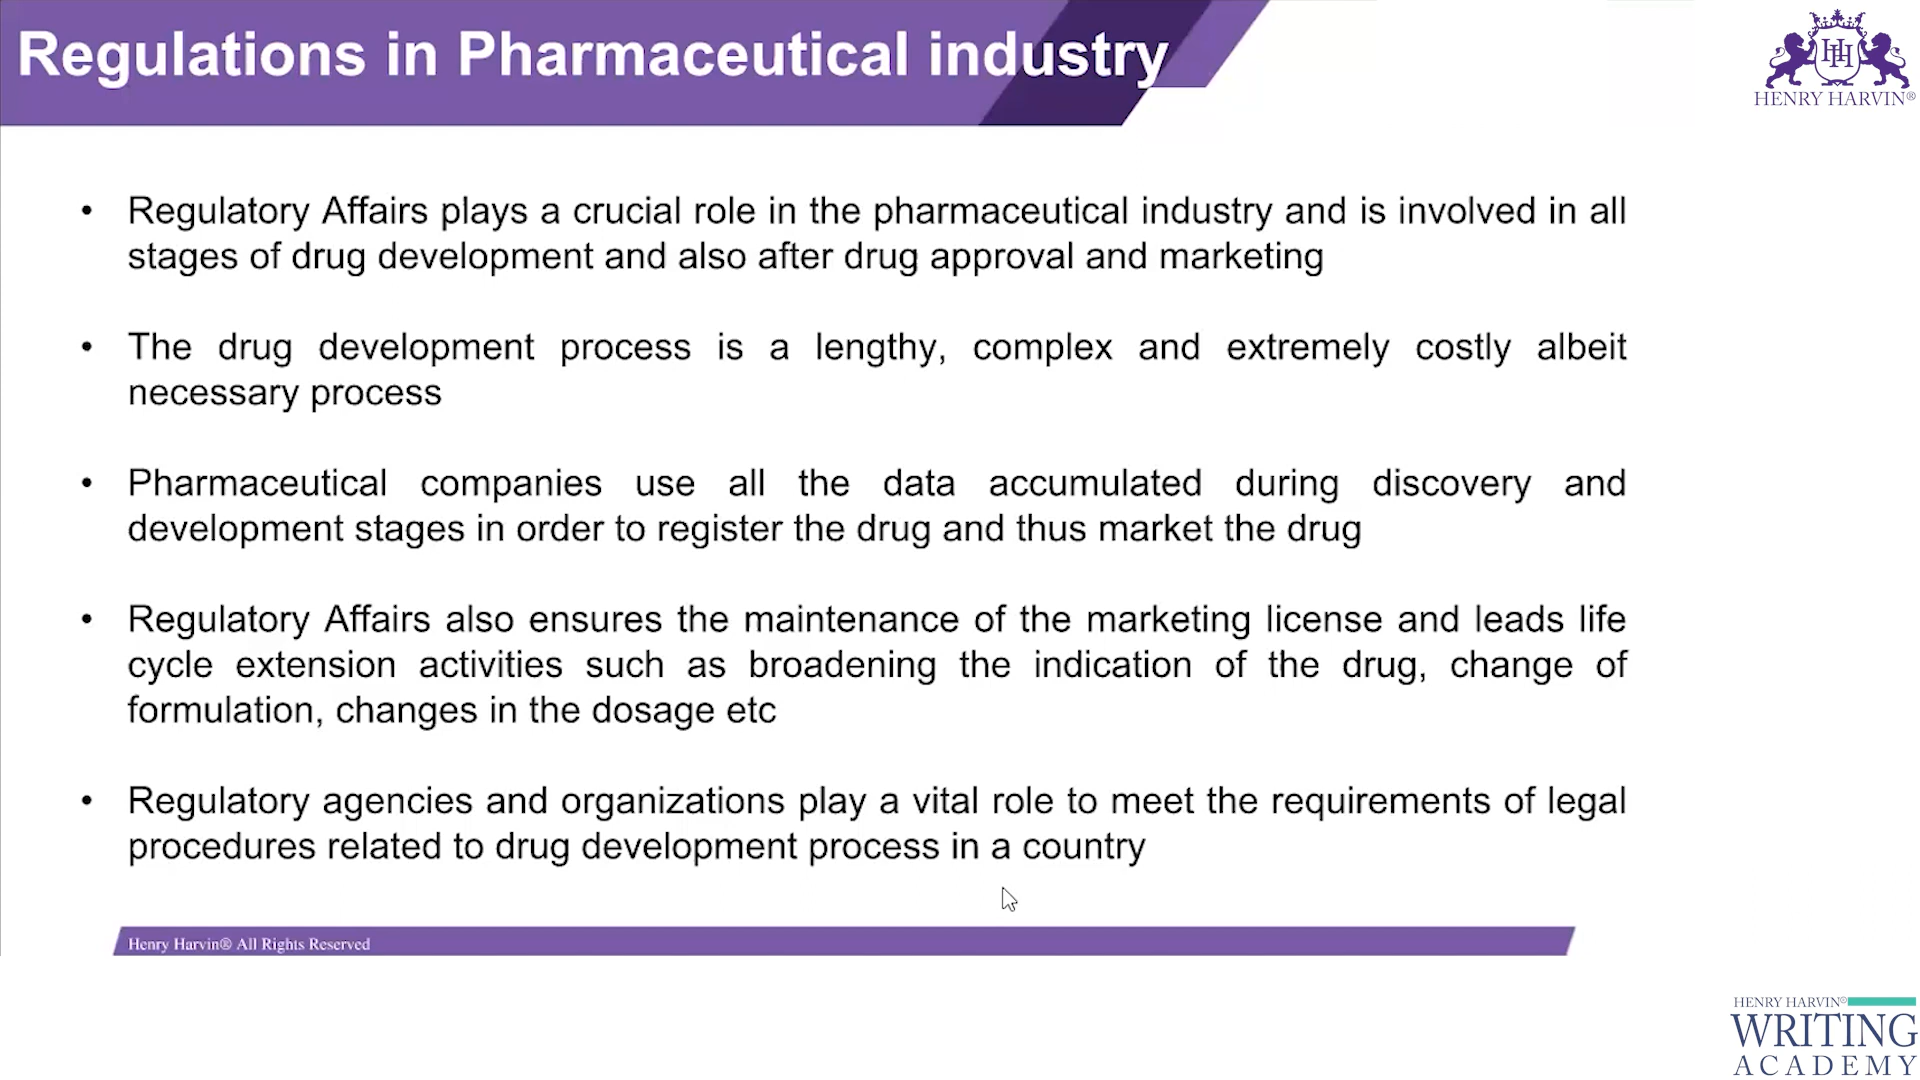 Regulations in Pharmaceutical industry
HH
HENRY HARVIN®
• Regulatory Affairs plays a crucial role in the pharmaceutical industry and is involved in all
stages of drug development and also after drug approval and marketing
• The drug development process is a lengthy, complex and extremely costly albeit
necessary process
• Pharmaceutical companies use all the data accumulated during discovery and
development stages in order to register the drug and thus market the drug
• Regulatory Affairs also ensures the maintenance of the marketing license and leads life
cycle extension activities such as broadening the indication of the drug, change of
formulation, changes in the dosage etc
• Regulatory agencies and organizations play a vital role to meet the requirements of legal
procedures related to drug development process in a country
Henry Harvin® All Rights Reserved
HENRY HARVIN®
WRITING
ACADEMY